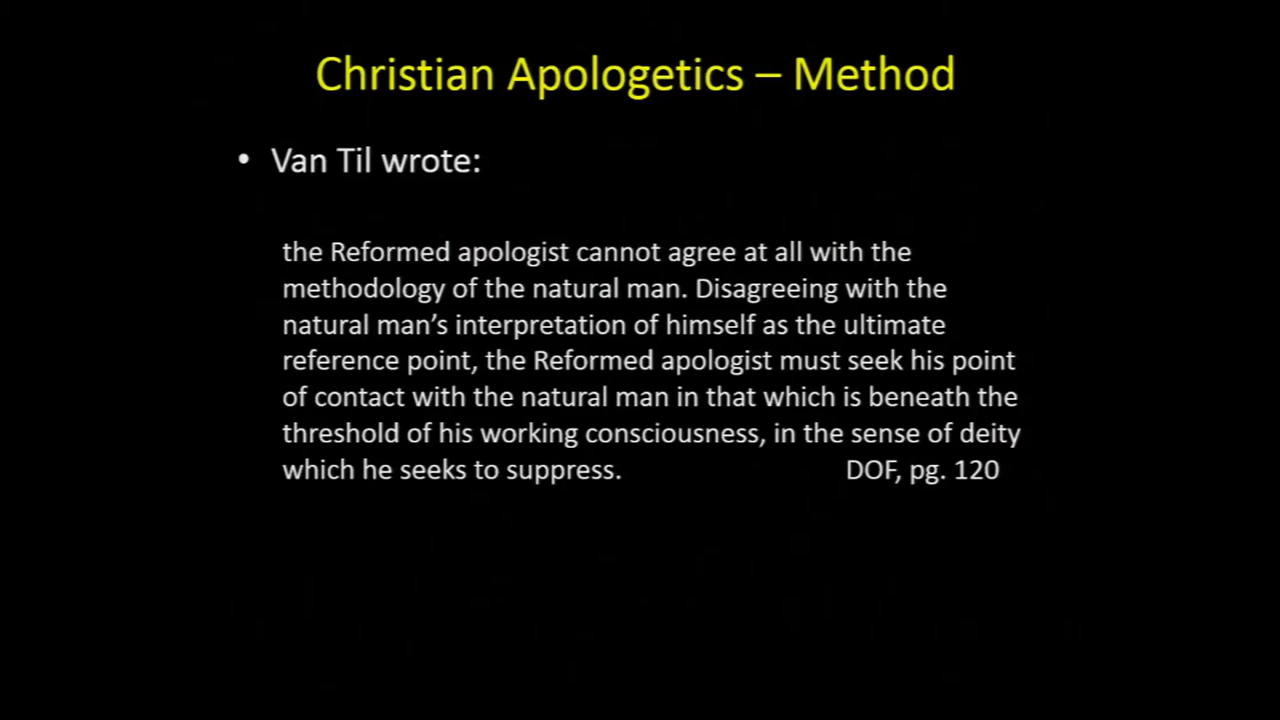 Christian Apologetics – Method
• Van Til wrote:
the Reformed apologist cannot agree at all with the
methodology of the natural man. Disagreeing with the
natural man’s interpretation of himself as the ultimate
reference point, the Reformed apologist must seek his point
of contact with the natural man in that which is beneath the
threshold of his working consciousness, in the sense of deity
which he seeks to suppress. DOF, pg. 120